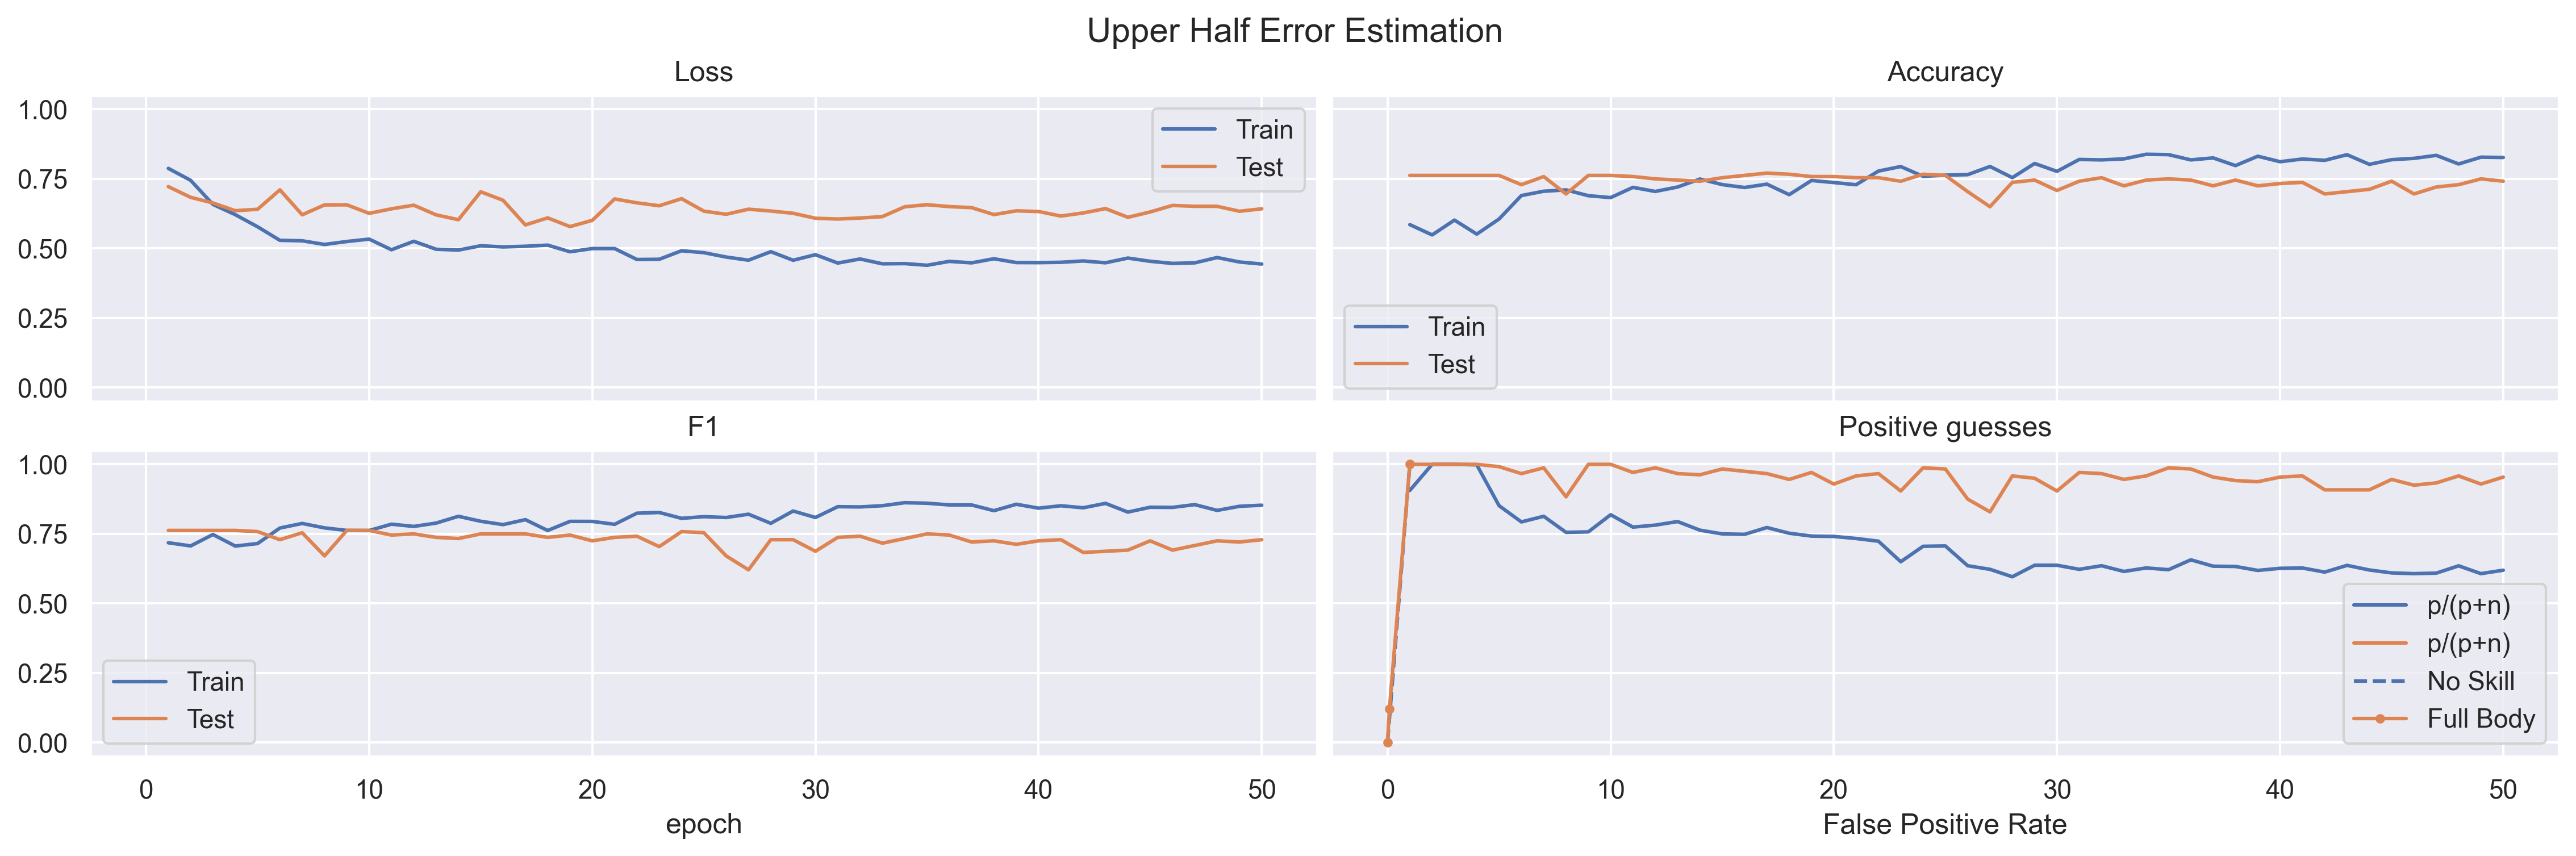 Upper Half Error Estimation
Loss
1.00
0.75
0.50
0.25
0.00
Train
Test
Accuracy
Train
Test
F1
1.00
0.75
0.50
0.25
0.00
Train
Test
0 10 20 30 40 50
epoch
Positive guesses
p/(p+n)
p/(p+n)
No Skill
Full Body
0 10 20 30 40 50
False Positive Rate